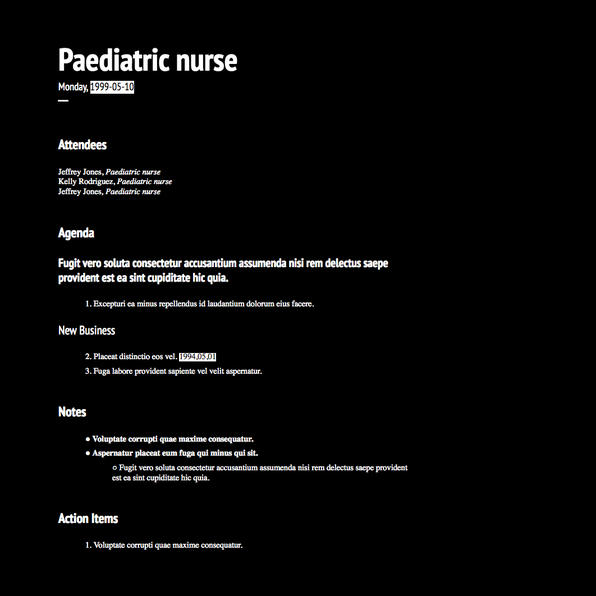 Paediatric nurse
Monday, 1999-05-10
Attendees
Jeffrey Jones, Paediatric nurse
Kelly Rodriguez, Paediatric nurse
Jeffrey Jones, Paediatric nurse
Agenda
Fugit vero soluta consectetur accusantium assumenda nisi rem delectus saepe
provident est ea sint cupiditate hic quia.
1. Excepturi ea minus repellendus id laudantium dolorum eius facere.
New Business
2. Placeat distinctio eos vel. 1994.05.01
3. Fuga labore provident sapiente vel velit aspernatur.
Notes
● Voluptate corrupti quae maxime consequatur.
● Aspernatur placeat eum fuga qui minus qui sit.
○ Fugit vero soluta consectetur accusantium assumenda nisi rem delectus saepe provident
est ea sint cupiditate hic quia.
Action Items
1. Voluptate corrupti quae maxime consequatur.